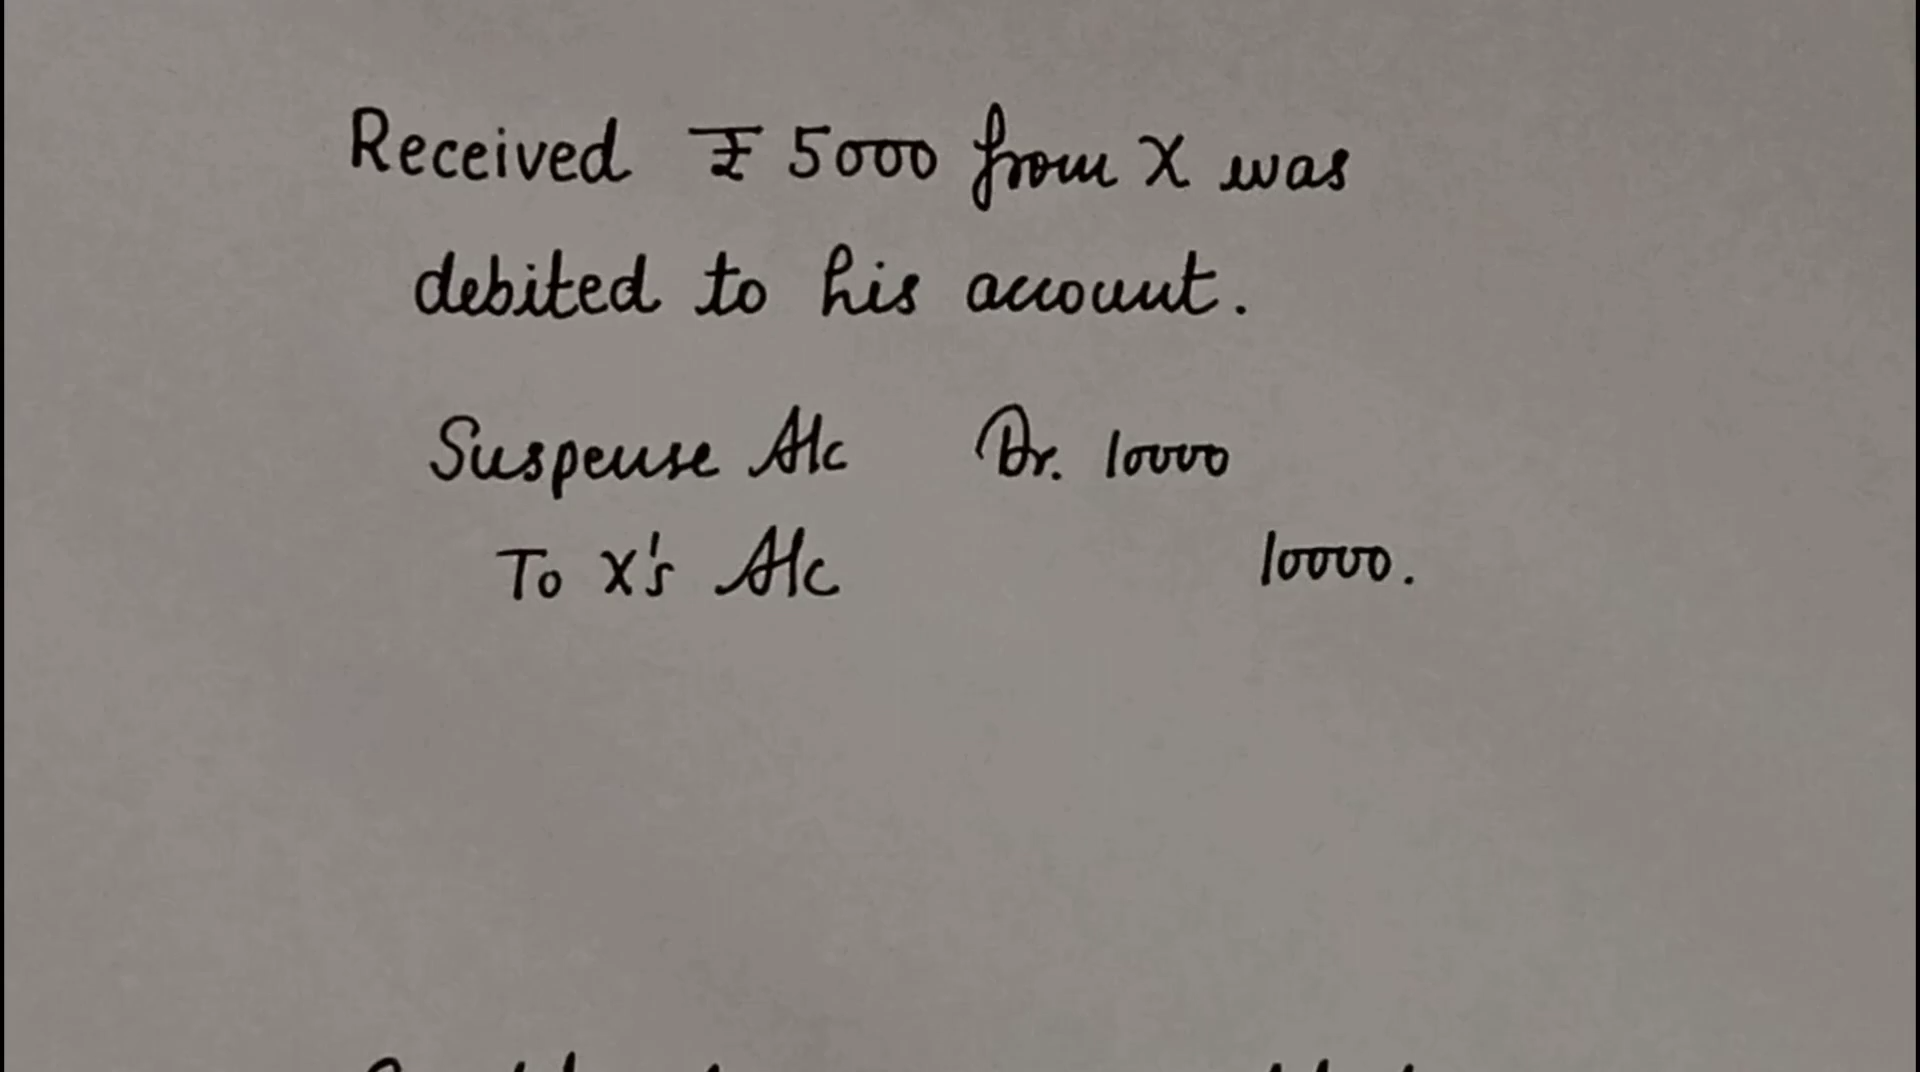 Received ₹ 5000 from X was
debited to his account.
Suspense A/c Dr. 10000
To X's A/c 10000.